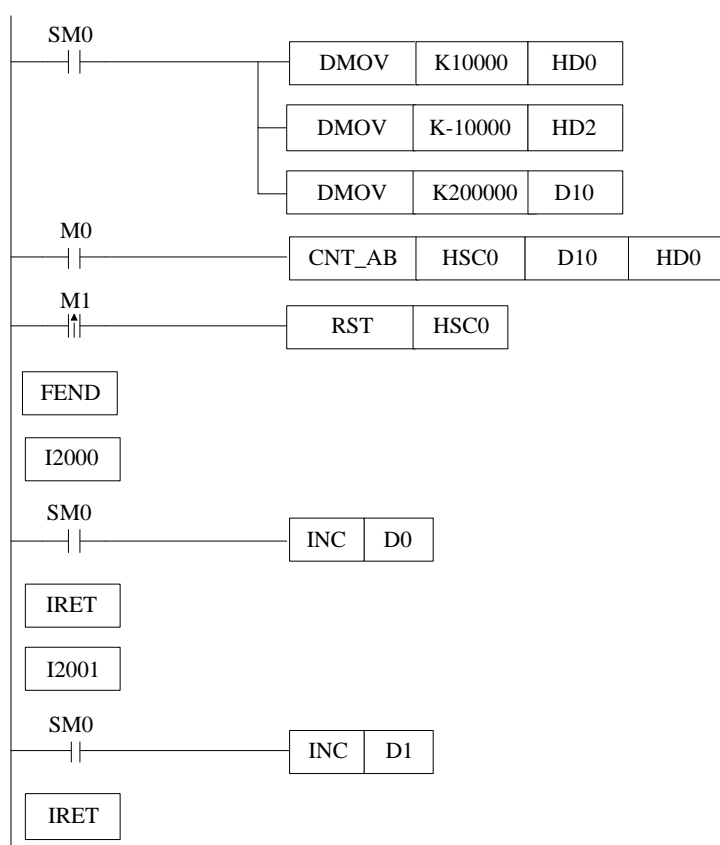 SM0
DMOV K10000 HD0
DMOV K-10000 HD2
DMOV K200000 D10
M0
CNT_AB HSC0 D10 HD0
M1
RST HSC0
FEND
I2000
SM0
INC D0
IRET
I2001
SM0
INC D1
IRET